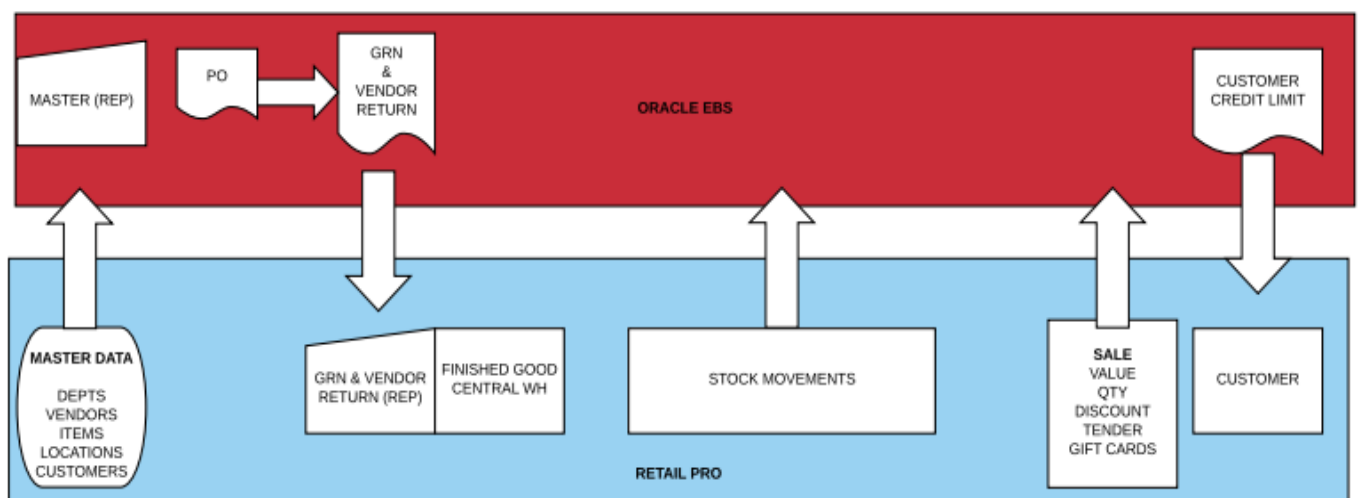 MASTER (REP)
PO
GRN
&
VENDOR
RETURN
ORACLE EBS
CUSTOMER
CREDIT LIMIT
MASTER DATA
DEPTS
VENDORS
ITEMS
LOCATIONS
CUSTOMERS
GRN & VENDOR
RETURN (REP)
FINISHED GOOD
CENTRAL WH
STOCK MOVEMENTS
SALE
VALUE
QTY
DISCOUNT
TENDER
GIFT CARDS
CUSTOMER
RETAIL PRO